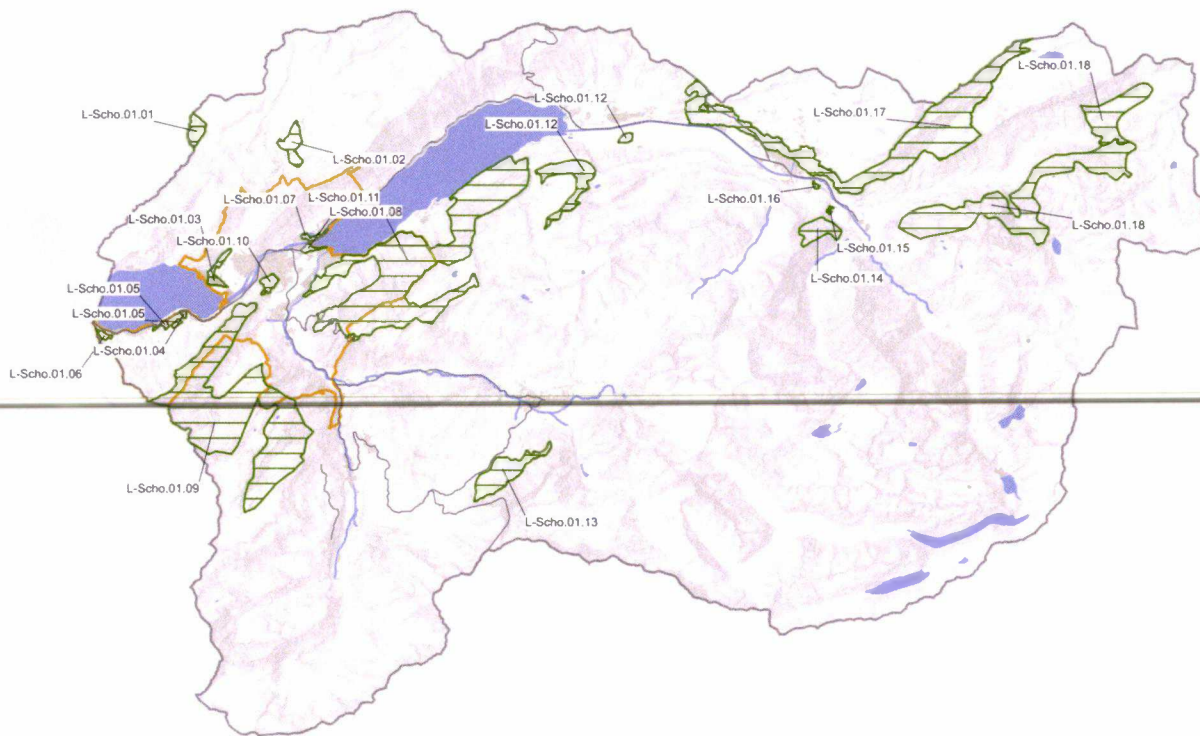 L-Scho.01.18
L-Scho.01.12
L-Scho.01.01
L-Scho.01.17
L-Scho.01.12
L-Scho.01.02
L-Scho.01.07
L-Scho.01.11
L-Scho.01.16
L-Scho.01.08
L-Scho.01.03
L-Scho.01.18
L-Scho.01.10
L-Scho.01.15
L-Scho.01.14
L-Scho.01.05
L-Scho.01.05
L-Scho.01.04
L-Scho.01.06
L-Scho.01.09
L-Scho.01.13